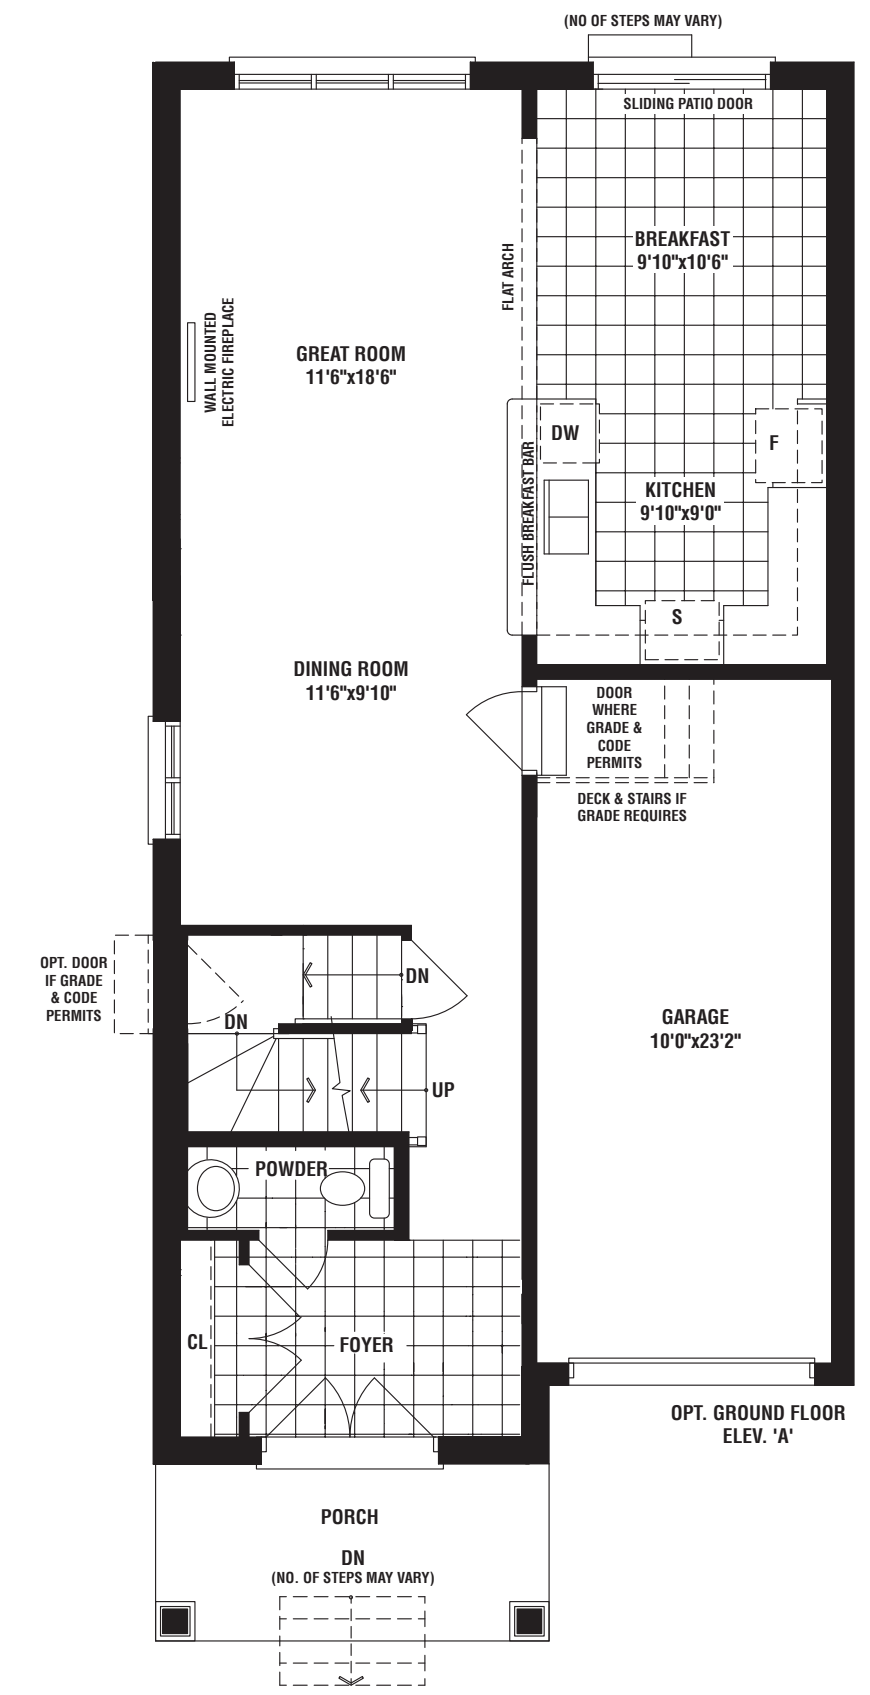 (NO OF STEPS MAY VARY)
SLIDING PATIO DOOR
BREAKFAST
9'10"x10'6"
FLAT ARCH
WALL MOUNTED
ELECTRIC FIREPLACE
GREAT ROOM
11'6"x18'6"
DW
F
FLUSH BREAKFAST BAR
KITCHEN
9'10"x9'0"
S
DINING ROOM
11'6"x9'10"
DOOR
WHERE
GRADE &
CODE
PERMITS
DECK & STAIRS IF
GRADE REQUIRES
OPT. DOOR
IF GRADE
& CODE
PERMITS
DN
DN
UP
GARAGE
10'0"x23'2"
POWDER
CL
FOYER
OPT. GROUND FLOOR
ELEV. 'A'
PORCH
DN
(NO. OF STEPS MAY VARY)